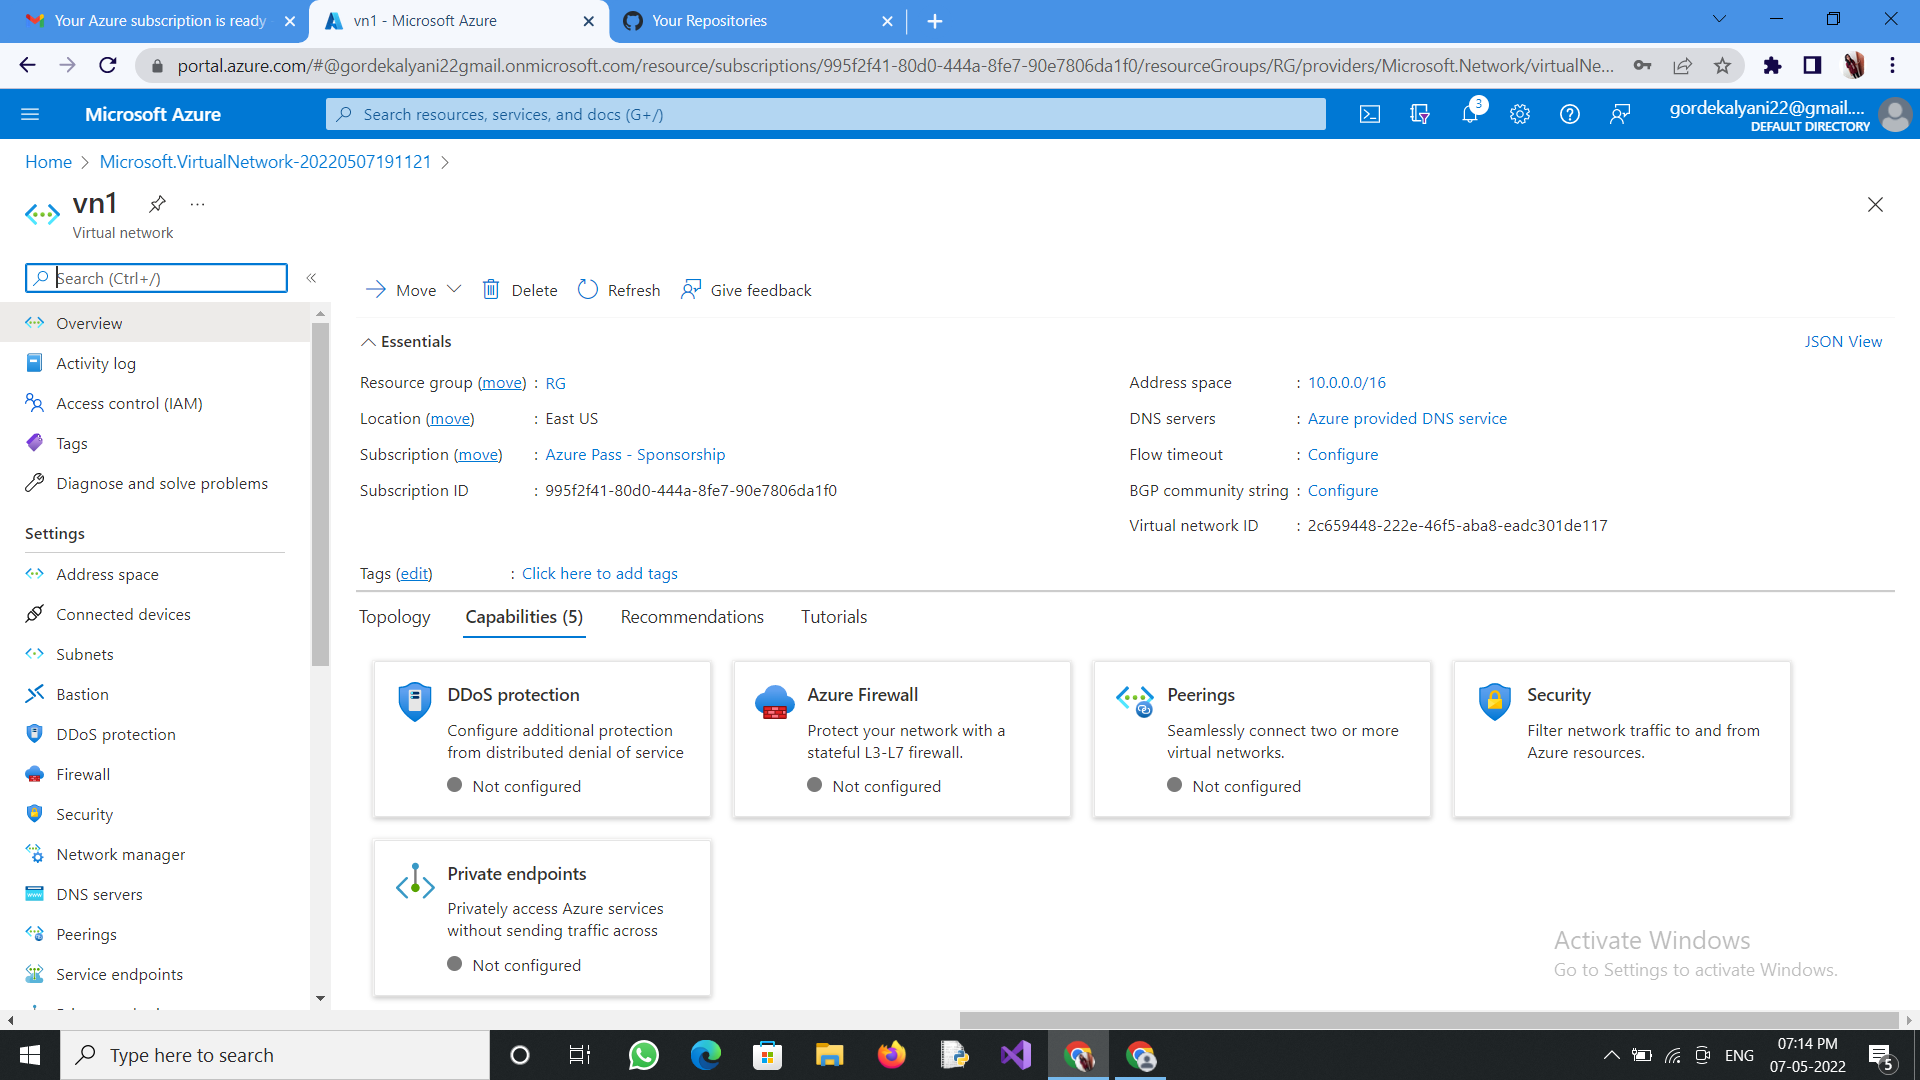 Your Azure subscription is ready
vn1 - Microsoft Azure
Your Repositories
portal.azure.com/#@gordekalyani22gmail.onmicrosoft.com/resource/subscriptions/995f2f41-80d0-444a-8fe7-90e7806da1f0/resourceGroups/RG/providers/Microsoft.Network/virtualNe...
Microsoft Azure
Search resources, services, and docs (G+/)
3
gordekalyani22@gmail....
DEFAULT DIRECTORY
Home > Microsoft.VirtualNetwork-20220507191121 >
vn1 ...
Virtual network
Search (Ctrl+/)
«
Move
Delete
Refresh
Give feedback
Overview
Activity log
Access control (IAM)
Tags
Diagnose and solve problems
Settings
Address space
Connected devices
Subnets
Bastion
DDoS protection
Firewall
Security
Network manager
DNS servers
Peerings
Service endpoints
Essentials
JSON View
Resource group (move) : RG
Location (move) : East US
Subscription (move) : Azure Pass - Sponsorship
Subscription ID : 995f2f41-80d0-444a-8fe7-90e7806da1f0
Address space : 10.0.0.0/16
DNS servers : Azure provided DNS service
Flow timeout : Configure
BGP community string : Configure
Virtual network ID : 2c659448-222e-46f5-aba8-eadc301de117
Tags (edit) : Click here to add tags
Topology
Capabilities (5)
Recommendations
Tutorials
DDoS protection
Configure additional protection
from distributed denial of service
Not configured
Azure Firewall
Protect your network with a
stateful L3-L7 firewall.
Not configured
Peerings
Seamlessly connect two or more
virtual networks.
Not configured
Security
Filter network traffic to and from
Azure resources.
Private endpoints
Privately access Azure services
without sending traffic across
Not configured
Activate Windows
Go to Settings to activate Windows.
Type here to search
ENG
07:14 PM
07-05-2022
5